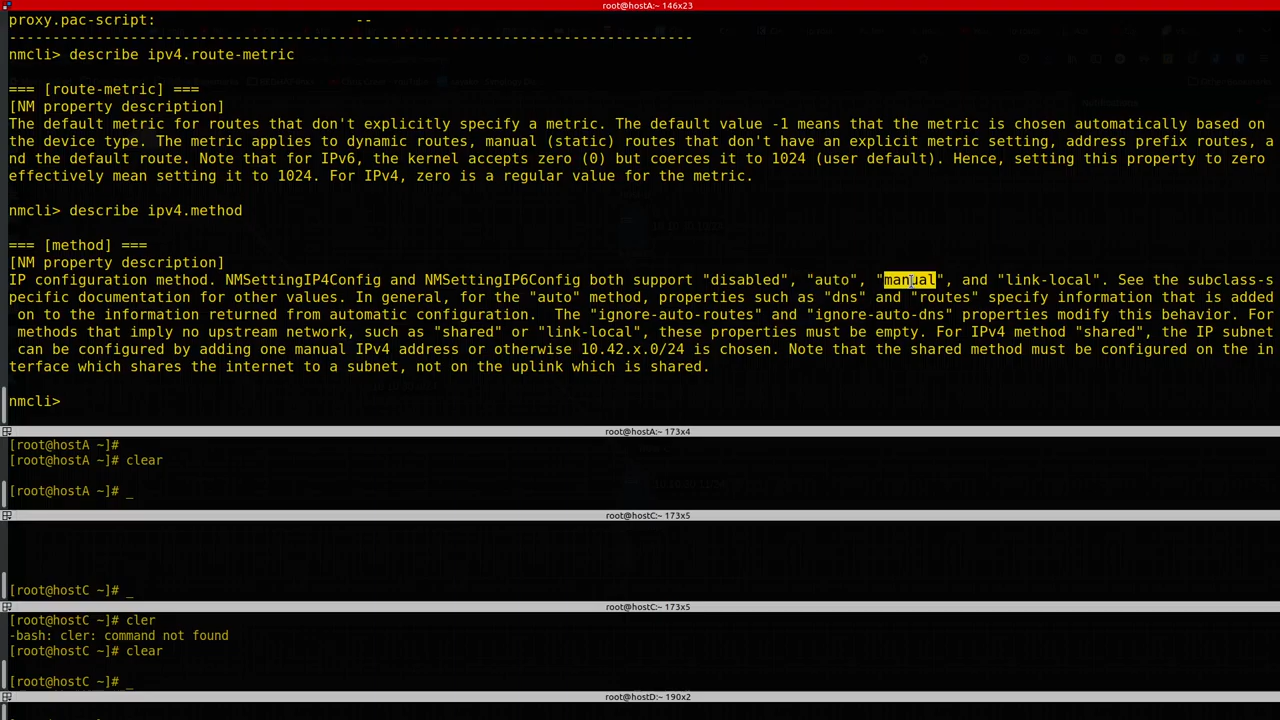 root@hostA:~ 146x23
proxy.pac-script:                       --
-------------------------------------------------------------------------------
nmcli> describe ipv4.route-metric
=== [route-metric] ===
[NM property description]
The default metric for routes that don't explicitly specify a metric. The default value -1 means that the metric is chosen automatically based on
the device type. The metric applies to dynamic routes, manual (static) routes that don't have an explicit metric setting, address prefix routes, a
nd the default route. Note that for IPv6, the kernel accepts zero (0) but coerces it to 1024 (user default). Hence, setting this property to zero
effectively mean setting it to 1024. For IPv4, zero is a regular value for the metric.
nmcli> describe ipv4.method
=== [method] ===
[NM property description]
IP configuration method. NMSettingIP4Config and NMSettingIP6Config both support "disabled", "auto", "manual", and "link-local". See the subclass-s
pecific documentation for other values. In general, for the "auto" method, properties such as "dns" and "routes" specify information that is added
 on to the information returned from automatic configuration.  The "ignore-auto-routes" and "ignore-auto-dns" properties modify this behavior. For
 methods that imply no upstream network, such as "shared" or "link-local", these properties must be empty. For IPv4 method "shared", the IP subnet
 can be configured by adding one manual IPv4 address or otherwise 10.42.x.0/24 is chosen. Note that the shared method must be configured on the in
terface which shares the internet to a subnet, not on the uplink which is shared.
nmcli>
root@hostA:~ 173x4
[root@hostA ~]#
[root@hostA ~]# clear
[root@hostA ~]# _
root@hostC:~ 173x5
[root@hostC ~]# _
root@hostC:~ 173x5
[root@hostC ~]# cler
-bash: cler: command not found
[root@hostC ~]# clear
[root@hostC ~]# _
root@hostD:~ 190x2